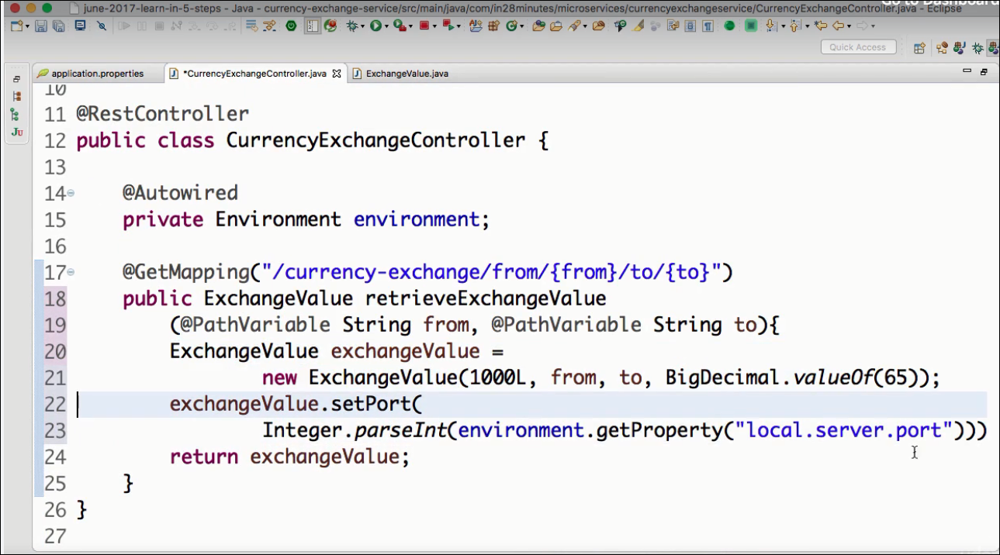 Go to Dashboard
june-2017-learn-in-5-steps - Java - currency-exchange-service/src/main/java/com/in28minutes/microservices/currencyexchangeservice/CurrencyExchangeController.java - Eclipse
Quick Access
application.properties *CurrencyExchangeController.java ExchangeValue.java
Ju
10
11 @RestController
12 public class CurrencyExchangeController {
13
14 @Autowired
15 private Environment environment;
16
17 @GetMapping("/currency-exchange/from/{from}/to/{to}")
18 public ExchangeValue retrieveExchangeValue
19 (@PathVariable String from, @PathVariable String to){
20 ExchangeValue exchangeValue =
21 new ExchangeValue(1000L, from, to, BigDecimal.valueOf(65));
22 exchangeValue.setPort(
23 Integer.parseInt(environment.getProperty("local.server.port")))
24 return exchangeValue;
25 }
26 }
27